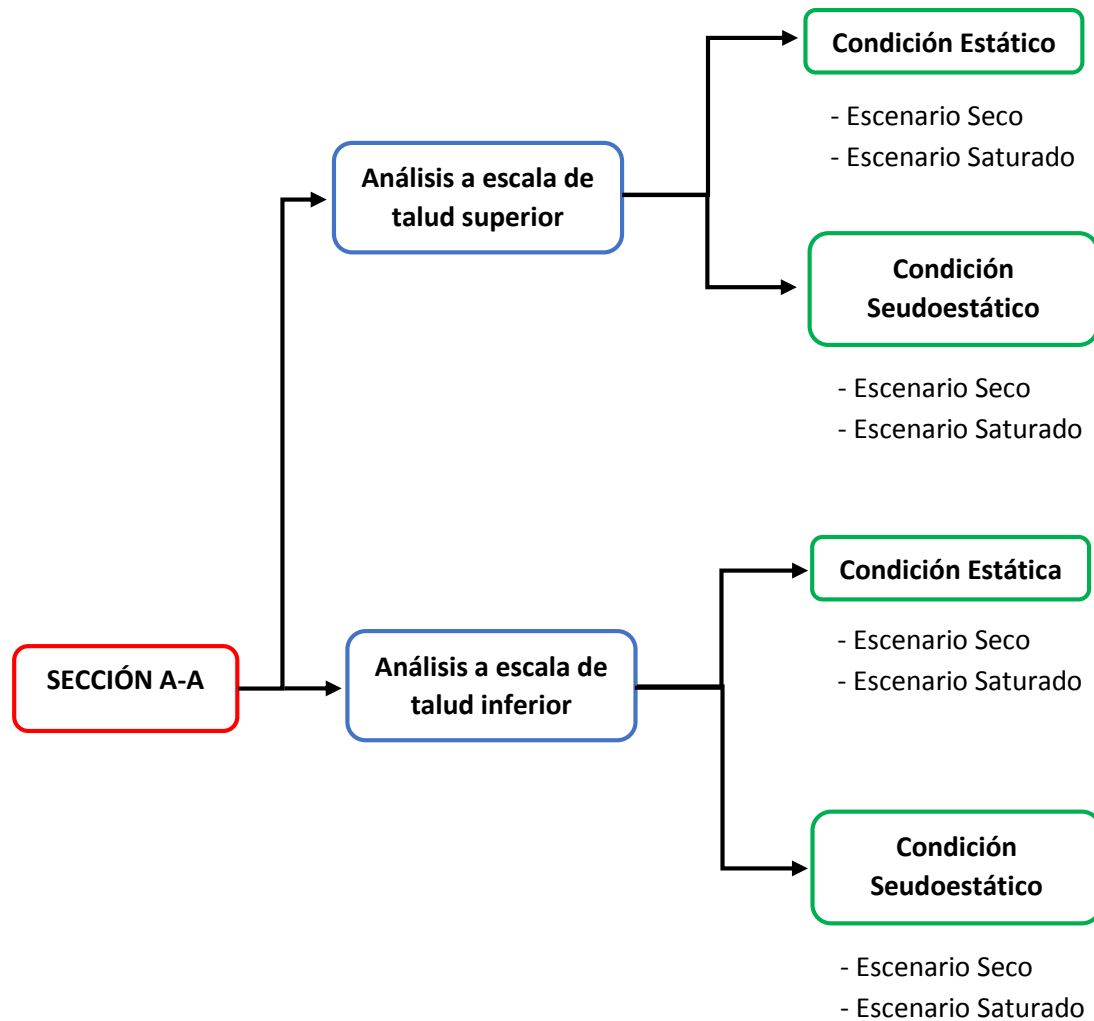 Condición Estático
- Escenario Seco
- Escenario Saturado
Análisis a escala de
talud superior
Condición
Seudoestático
- Escenario Seco
- Escenario Saturado
Condición Estática
- Escenario Seco
- Escenario Saturado
SECCIÓN A-A
Análisis a escala de
talud inferior
Condición
Seudoestático
- Escenario Seco
- Escenario Saturado